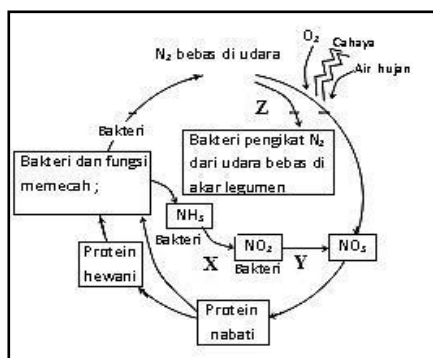 N₂ bebas di udara
O₂
Cahaya
Air hujan
Z
Bakteri
Bakteri pengikat N₂
dari udara bebas di
akar legumen
Bakteri dan fungsi
memecah ;
NH₃
Bakteri
X
NO₂
Bakteri
Y
NO₃
Protein
hewani
Protein
nabati